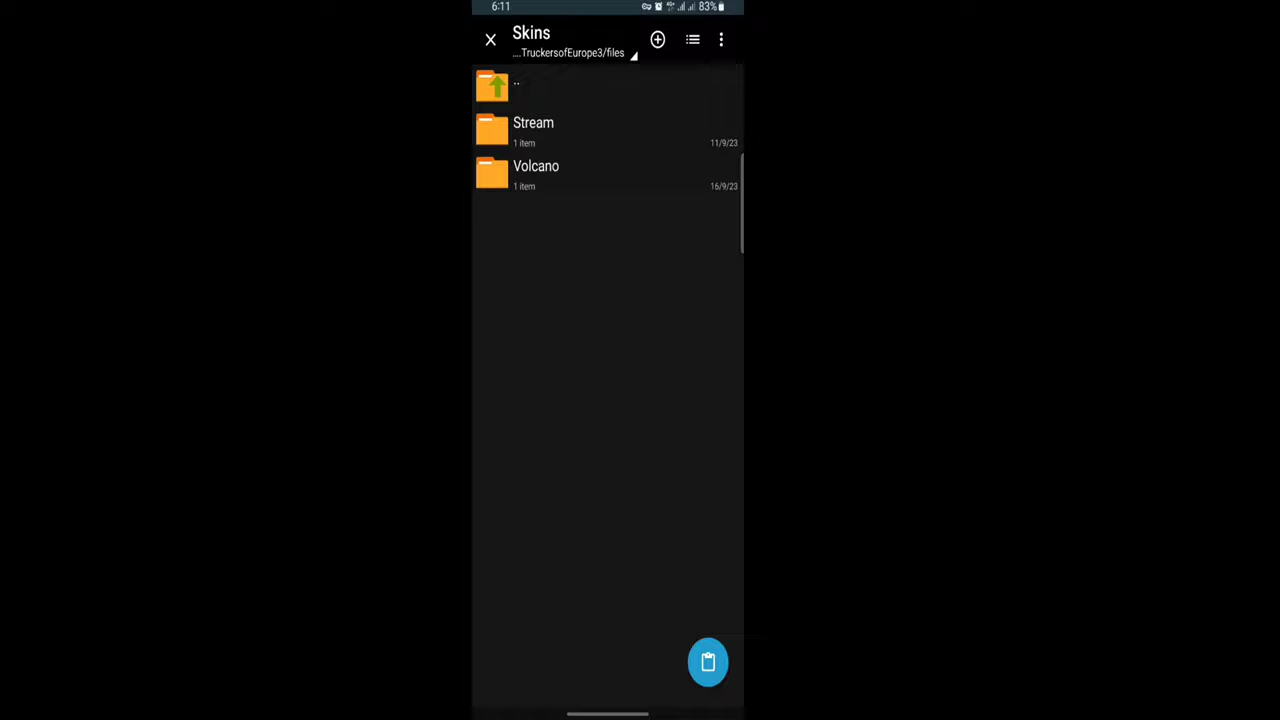 6:11
83%
Skins
....TruckersofEurope3/files
..
Stream
1 item
11/9/23
Volcano
1 item
16/9/23